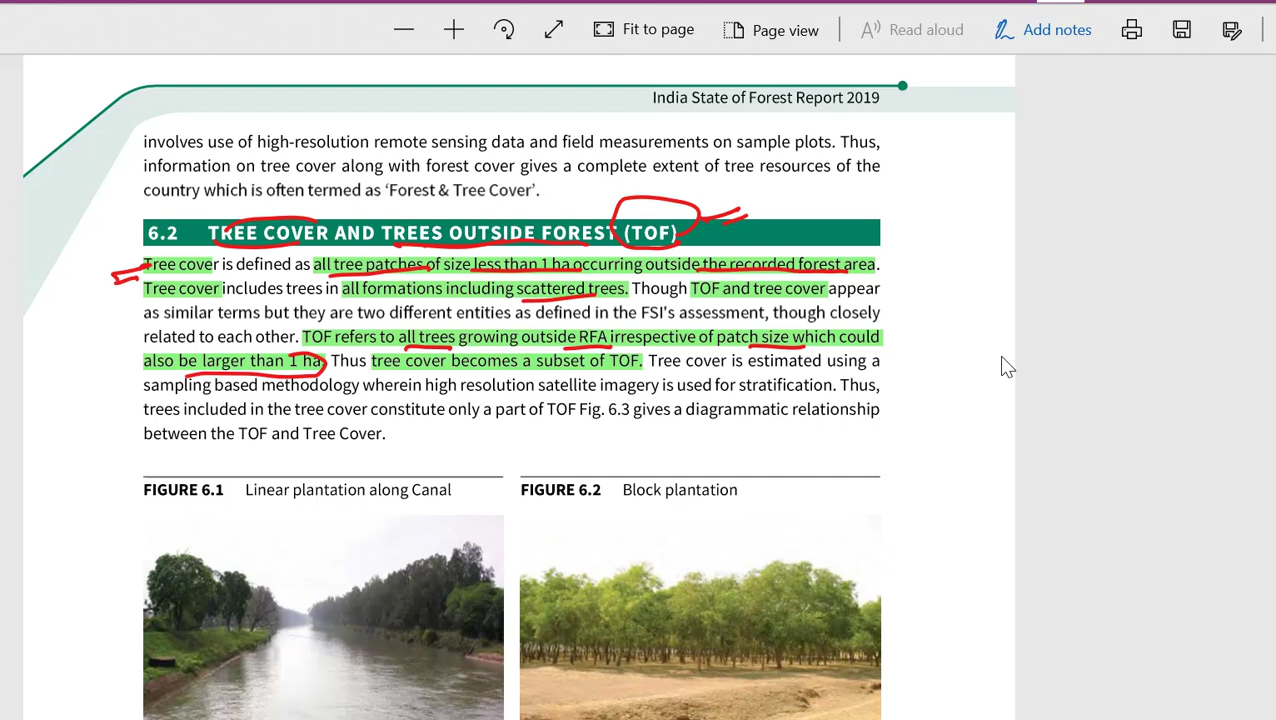 Fit to page
Page view
Read aloud
Add notes
India State of Forest Report 2019
involves use of high-resolution remote sensing data and field measurements on sample plots. Thus,
information on tree cover along with forest cover gives a complete extent of tree resources of the
country which is often termed as ‘Forest & Tree Cover’.
6.2 TREE COVER AND TREES OUTSIDE FOREST (TOF)
Tree cover is defined as all tree patches of size less than 1 ha occurring outside the recorded forest area.
Tree cover includes trees in all formations including scattered trees. Though TOF and tree cover appear
as similar terms but they are two different entities as defined in the FSI's assessment, though closely
related to each other. TOF refers to all trees growing outside RFA irrespective of patch size which could
also be larger than 1 ha. Thus tree cover becomes a subset of TOF. Tree cover is estimated using a
sampling based methodology wherein high resolution satellite imagery is used for stratification. Thus,
trees included in the tree cover constitute only a part of TOF Fig. 6.3 gives a diagrammatic relationship
between the TOF and Tree Cover.
FIGURE 6.1 Linear plantation along Canal
FIGURE 6.2 Block plantation